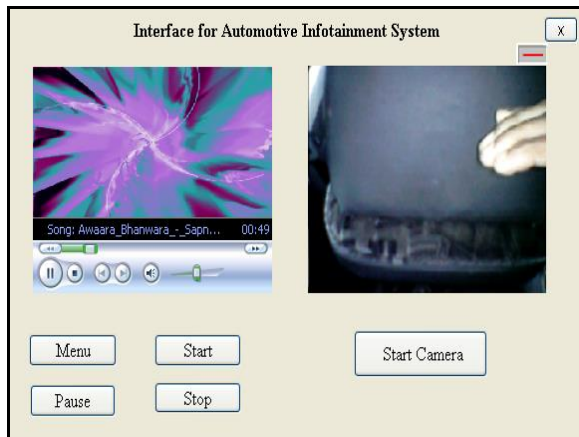 Interface for Automotive Infotainment System
X
Song: Awaara_Bhanwara_-_Sapn... 00:49
Menu
Start
Start Camera
Pause
Stop